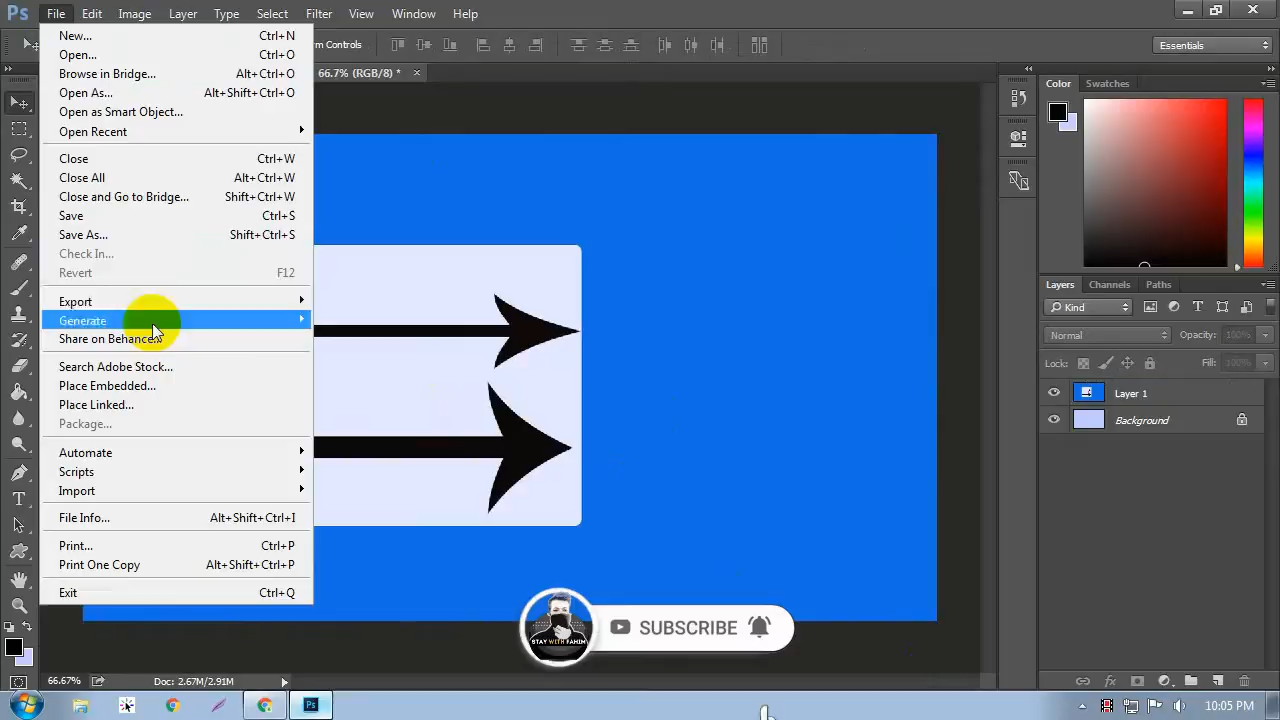 Ps File Edit Image Layer Type Select Filter View Window Help
rm Controls
Essentials
66.7% (RGB/8) *
New... Ctrl+N
Open... Ctrl+O
Browse in Bridge... Alt+Ctrl+O
Open As... Alt+Shift+Ctrl+O
Open as Smart Object...
Open Recent
Close Ctrl+W
Close All Alt+Ctrl+W
Close and Go to Bridge... Shift+Ctrl+W
Save Ctrl+S
Save As... Shift+Ctrl+S
Check In...
Revert F12
Export
Generate
Share on Behance...
Search Adobe Stock...
Place Embedded...
Place Linked...
Package...
Automate
Scripts
Import
File Info... Alt+Shift+Ctrl+I
Print... Ctrl+P
Print One Copy Alt+Shift+Ctrl+P
Exit Ctrl+Q
Color Swatches
Layers Channels Paths
Kind
Normal Opacity: 100%
Lock: Fill: 100%
Layer 1
Background
STAY WITH FAHIM
SUBSCRIBE
66.67% Doc: 2.67M/2.91M
Ps
10:05 PM